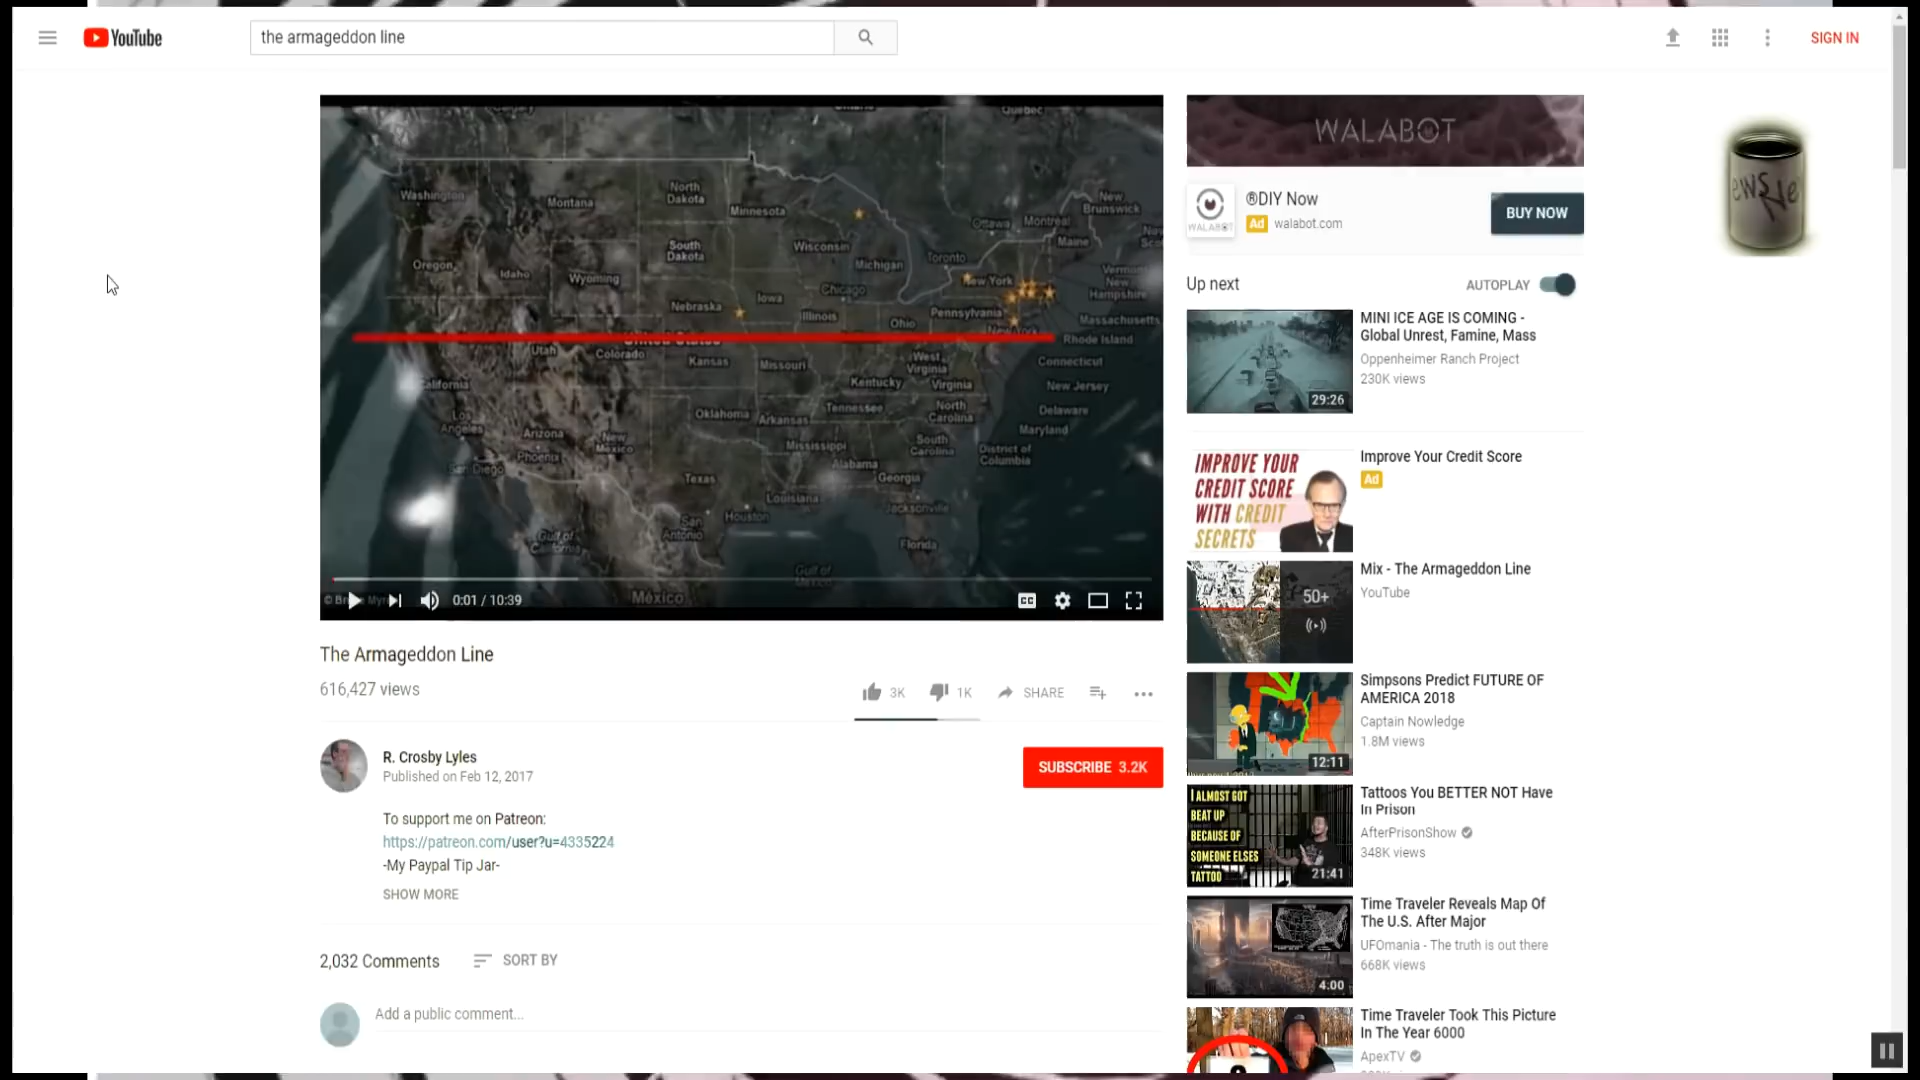 YouTube
the armageddon line
SIGN IN
Quebec
Washington
Montana
North
Dakota
Minnesota
Ottawa
Montréal
New
Brunswick
Maine
Oregon
Idaho
Wyoming
South
Dakota
Wisconsin
Michigan
Toronto
Vermont
New
Hampshire
Chicago
New York
Nebraska
Iowa
Illinois
Ohio
Pennsylvania
Massachusetts
Rhode Island
Utah
Colorado
Kansas
Missouri
West
Virginia
Connecticut
Kentucky
Virginia
New Jersey
California
Oklahoma
Arkansas
Tennessee
North
Carolina
Delaware
Maryland
Los
Angeles
Arizona
Phoenix
New
Mexico
Mississippi
South
Carolina
District of
Columbia
San Diego
Alabama
Texas
Georgia
Louisiana
Houston
Jacksonville
San
Antonio
Gulf of
California
Florida
Gulf of
México
0:01 / 10:39
CC
The Armageddon Line
616,427 views
3K
1K
SHARE
R. Crosby Lyles
Published on Feb 12, 2017
SUBSCRIBE 3.2K
To support me on Patreon:
https://patreon.com/user?u=4335224
-My Paypal Tip Jar-
SHOW MORE
2,032 Comments
SORT BY
Add a public comment...
WALABOT
®DIY Now
Ad walabot.com
WALABOT
BUY NOW
Up next
AUTOPLAY
MINI ICE AGE IS COMING -
Global Unrest, Famine, Mass
Oppenheimer Ranch Project
230K views
29:26
IMPROVE YOUR
CREDIT SCORE
WITH CREDIT
SECRETS
Improve Your Credit Score
Ad
50+
Mix - The Armageddon Line
YouTube
12:11
Simpsons Predict FUTURE OF
AMERICA 2018
Captain Nowledge
1.8M views
I ALMOST GOT
BEAT UP
BECAUSE OF
SOMEONE ELSES
TATTOO
21:41
Tattoos You BETTER NOT Have
In Prison
AfterPrisonShow
348K views
4:00
Time Traveler Reveals Map Of
The U.S. After Major
UFOmania - The truth is out there
668K views
Time Traveler Took This Picture
In The Year 6000
ApexTV